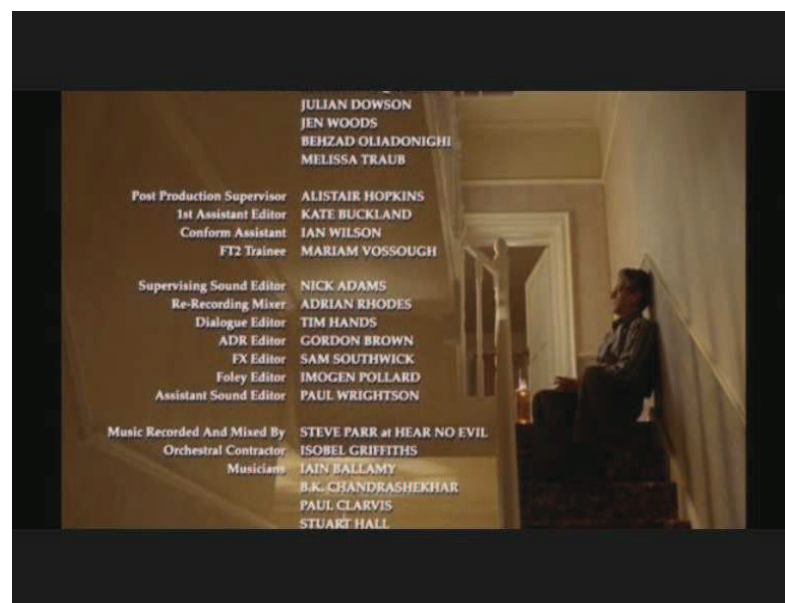 JULIAN DOWSON
JEN WOODS
BEHZAD OLIADONIGHI
MELISSA TRAUB
Post Production Supervisor ALISTAIR HOPKINS
1st Assistant Editor KATE BUCKLAND
Conform Assistant IAN WILSON
FT2 Trainee MARIAM VOSSOUGH
Supervising Sound Editor NICK ADAMS
Re-Recording Mixer ADRIAN RHODES
Dialogue Editor TIM HANDS
ADR Editor GORDON BROWN
FX Editor SAM SOUTHWICK
Foley Editor IMOGEN POLLARD
Assistant Sound Editor PAUL WRIGHTSON
Music Recorded And Mixed By STEVE PARR at HEAR NO EVIL
Orchestral Contractor ISOBEL GRIFFITHS
Musicians IAIN BALLAMY
B.K. CHANDRASHEKHAR
PAUL CLARVIS
STUART HALL